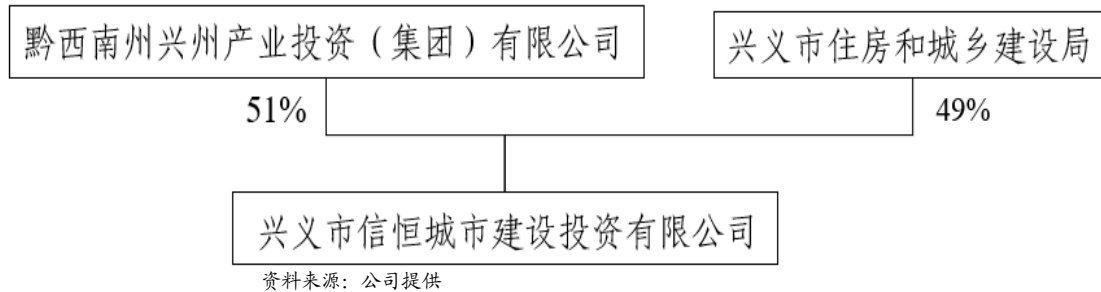 黔西南州兴州产业投资（集团）有限公司
兴义市住房和城乡建设局
51%
49%
兴义市信恒城市建设投资有限公司
资料来源：公司提供